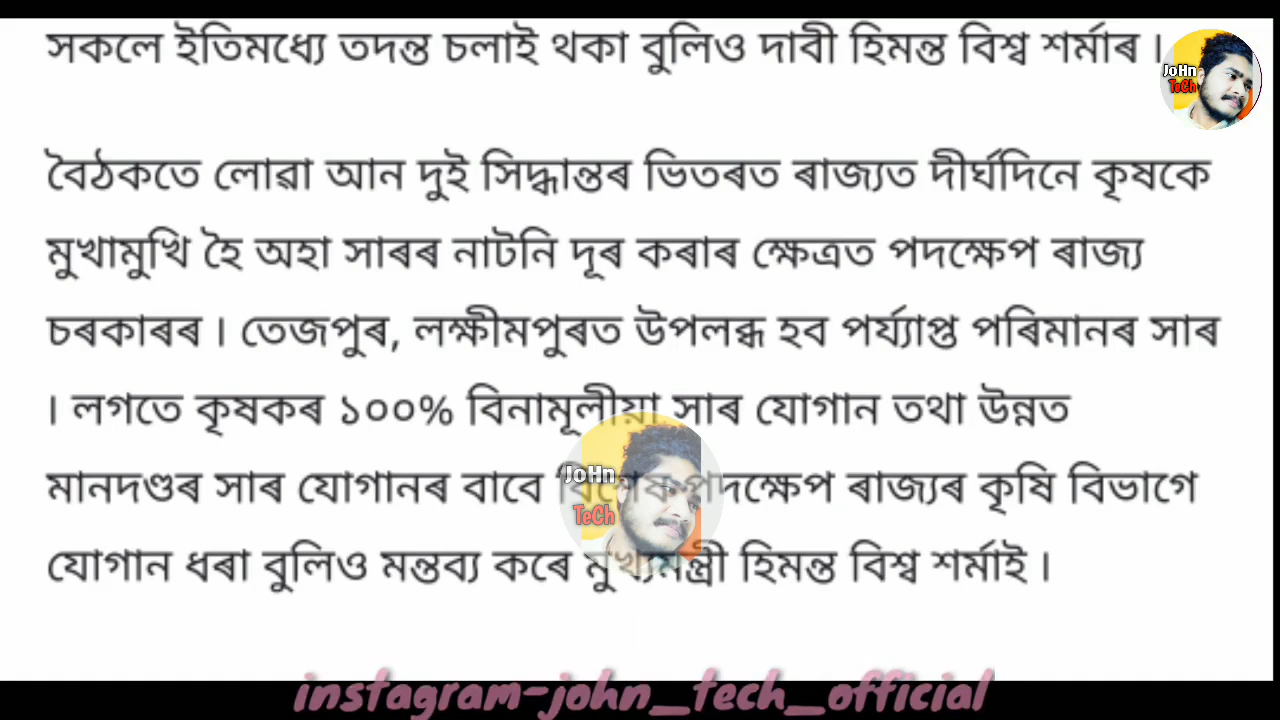 সকলে ইতিমধ্যে তদন্ত চলাই থকা বুলিও দাবী হিমন্ত বিশ্ব শৰ্মাৰ ।
JoHn
TeCh
বৈঠকতে লোৱা আন দুই সিদ্ধান্তৰ ভিতৰত ৰাজ্যত দীৰ্ঘদিনে কৃষকে
মুখামুখি হৈ অহা সাৰৰ নাটনি দূৰ কৰাৰ ক্ষেত্ৰত পদক্ষেপ ৰাজ্য
চৰকাৰৰ । তেজপুৰ, লক্ষীমপুৰত উপলব্ধ হব পৰ্য্যাপ্ত পৰিমানৰ সাৰ
। লগতে কৃষকৰ ১০০% বিনামূলীয়া সাৰ যোগান তথা উন্নত
মানদণ্ডৰ সাৰ যোগানৰ বাবে বিশেষ পদক্ষেপ ৰাজ্যৰ কৃষি বিভাগে
JoHn
TeCh
যোগান ধৰা বুলিও মন্তব্য কৰে মুখ্যমন্ত্ৰী হিমন্ত বিশ্ব শৰ্মাই ।
instagram-john_tech_official